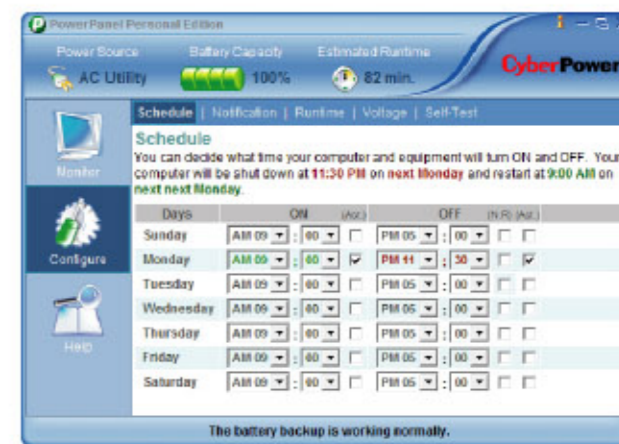 PowerPanel Personal Edition
Power Source Battery Capacity Estimated Runtime
AC Utility 100% 82 min.
CyberPower
Schedule | Notification | Runtime | Voltage | Self-Test
Monitor
Configure
Help
Schedule
You can decide what time your computer and equipment will turn ON and OFF. Your
computer will be shut down at 11:30 PM on next Monday and restart at 9:00 AM on
next next Monday.
Days ON (Act.) OFF (N.R) (Act.)
Sunday AM 09 : 00 PM 05 : 00
Monday AM 09 : 00 PM 11 : 30
Tuesday AM 09 : 00 PM 05 : 00
Wednesday AM 09 : 00 PM 05 : 00
Thursday AM 09 : 00 PM 05 : 00
Friday AM 09 : 00 PM 05 : 00
Saturday AM 09 : 00 PM 05 : 00
The battery backup is working normally.